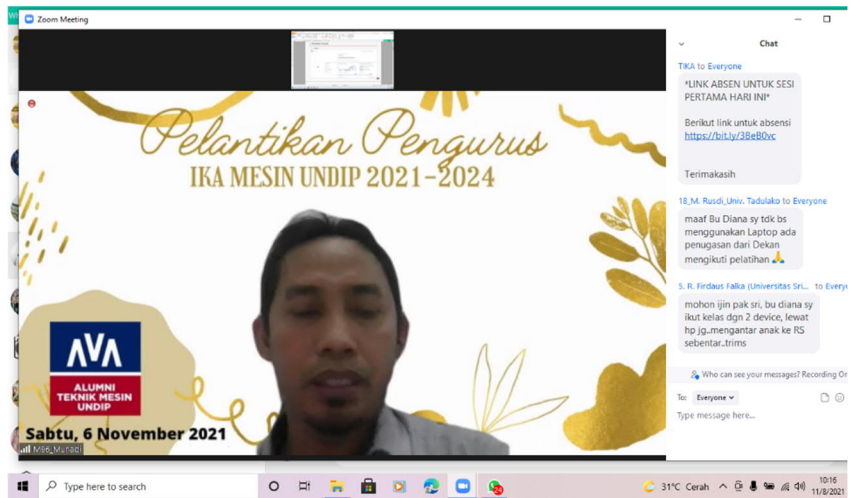 Zoom Meeting
Pelantikan Pengurus
IKA MESIN UNDIP 2021-2024
ALUMNI
TEKNIK MESIN
UNDIP
Sabtu, 6 November 2021
M96_Munadi
Chat
TIKA to Everyone
*LINK ABSEN UNTUK SESI
PERTAMA HARI INI*
Berikut link untuk absensi
https://bit.ly/3BeB0vc
Terimakasih
18_M. Rusdi_Univ. Tadulako to Everyone
maaf Bu Diana sy tdk bs
menggunakan Laptop ada
penugasan dari Dekan
mengikuti pelatihan 🙏
5. R. Firdaus Falka (Universitas Sri... to Every
mohon ijin pak sri, bu diana sy
ikut kelas dgn 2 device, lewat
hp jg..mengantar anak ke RS
sebentar..trims
Who can see your messages? Recording On
To: Everyone
Type message here...
Type here to search
24
31°C Cerah
10:16
11/8/2021